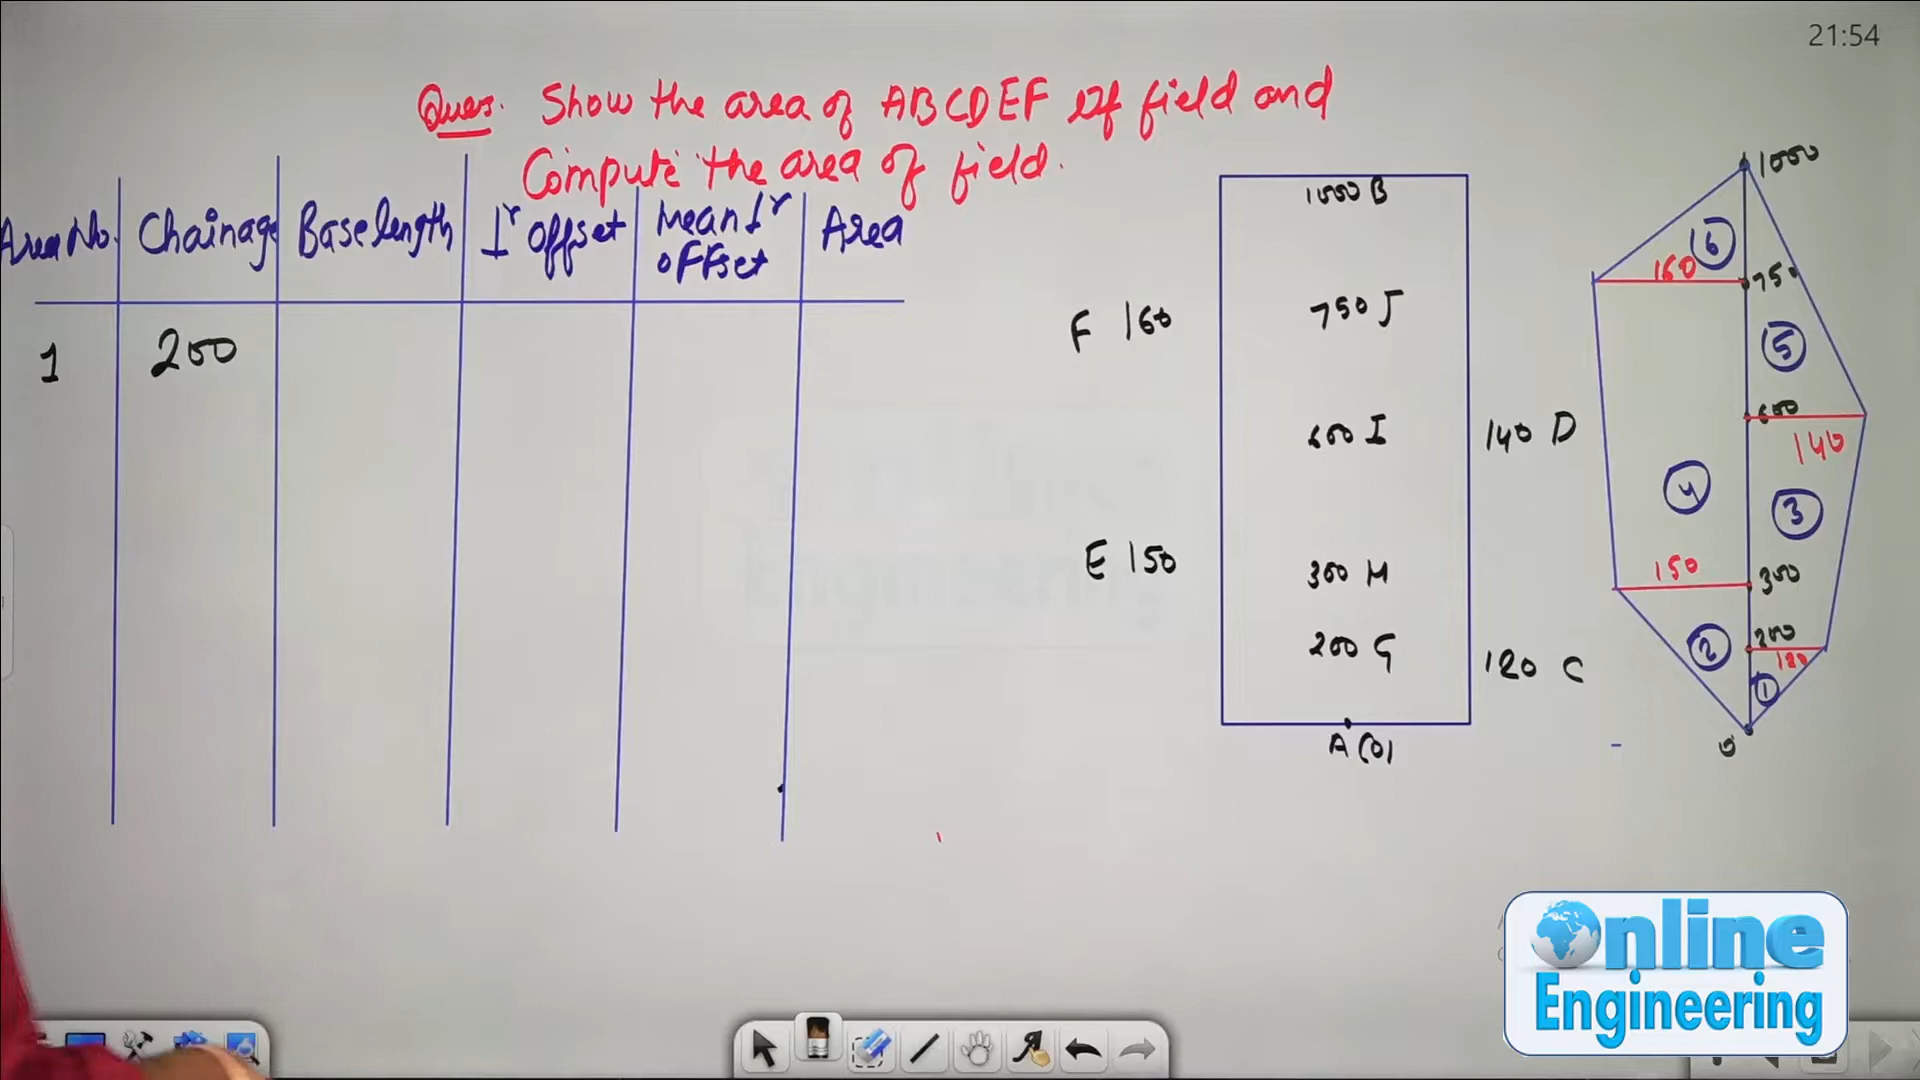 21:54
Ques. Show the area of ABCDEF of field and
Compute the area of field.
Area No. Chainage Base length ⊥r offset Mean ⊥r offset Area
1 200
1000 B
F 160 750 J
600 I 140 D
E 150 300 H
200 G 120 C
A (0)
1000
6
160 750
5
600
140
4
3
150 300
2 200
120
1
0
Online
Engineering